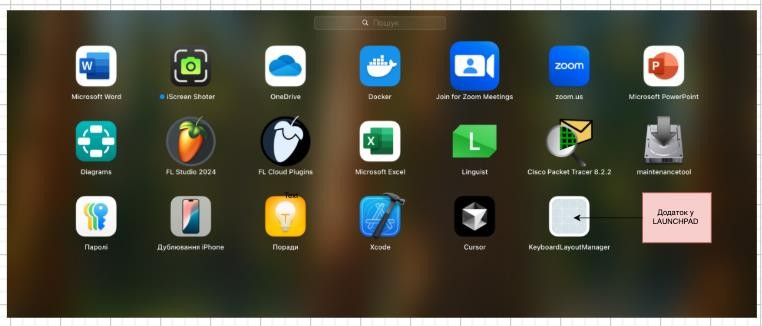 Пошук
Microsoft Word
iScreen Shoter
OneDrive
Docker
Join for Zoom Meetings
zoom
zoom.us
Microsoft PowerPoint
Diagrams
FL Studio 2024
FL Cloud Plugins
Microsoft Excel
Linguist
Cisco Packet Tracer 8.2.2
maintenancetool
Text
Додаток у
LAUNCHPAD
Паролі
Дублювання iPhone
Поради
Xcode
Cursor
KeyboardLayoutManager